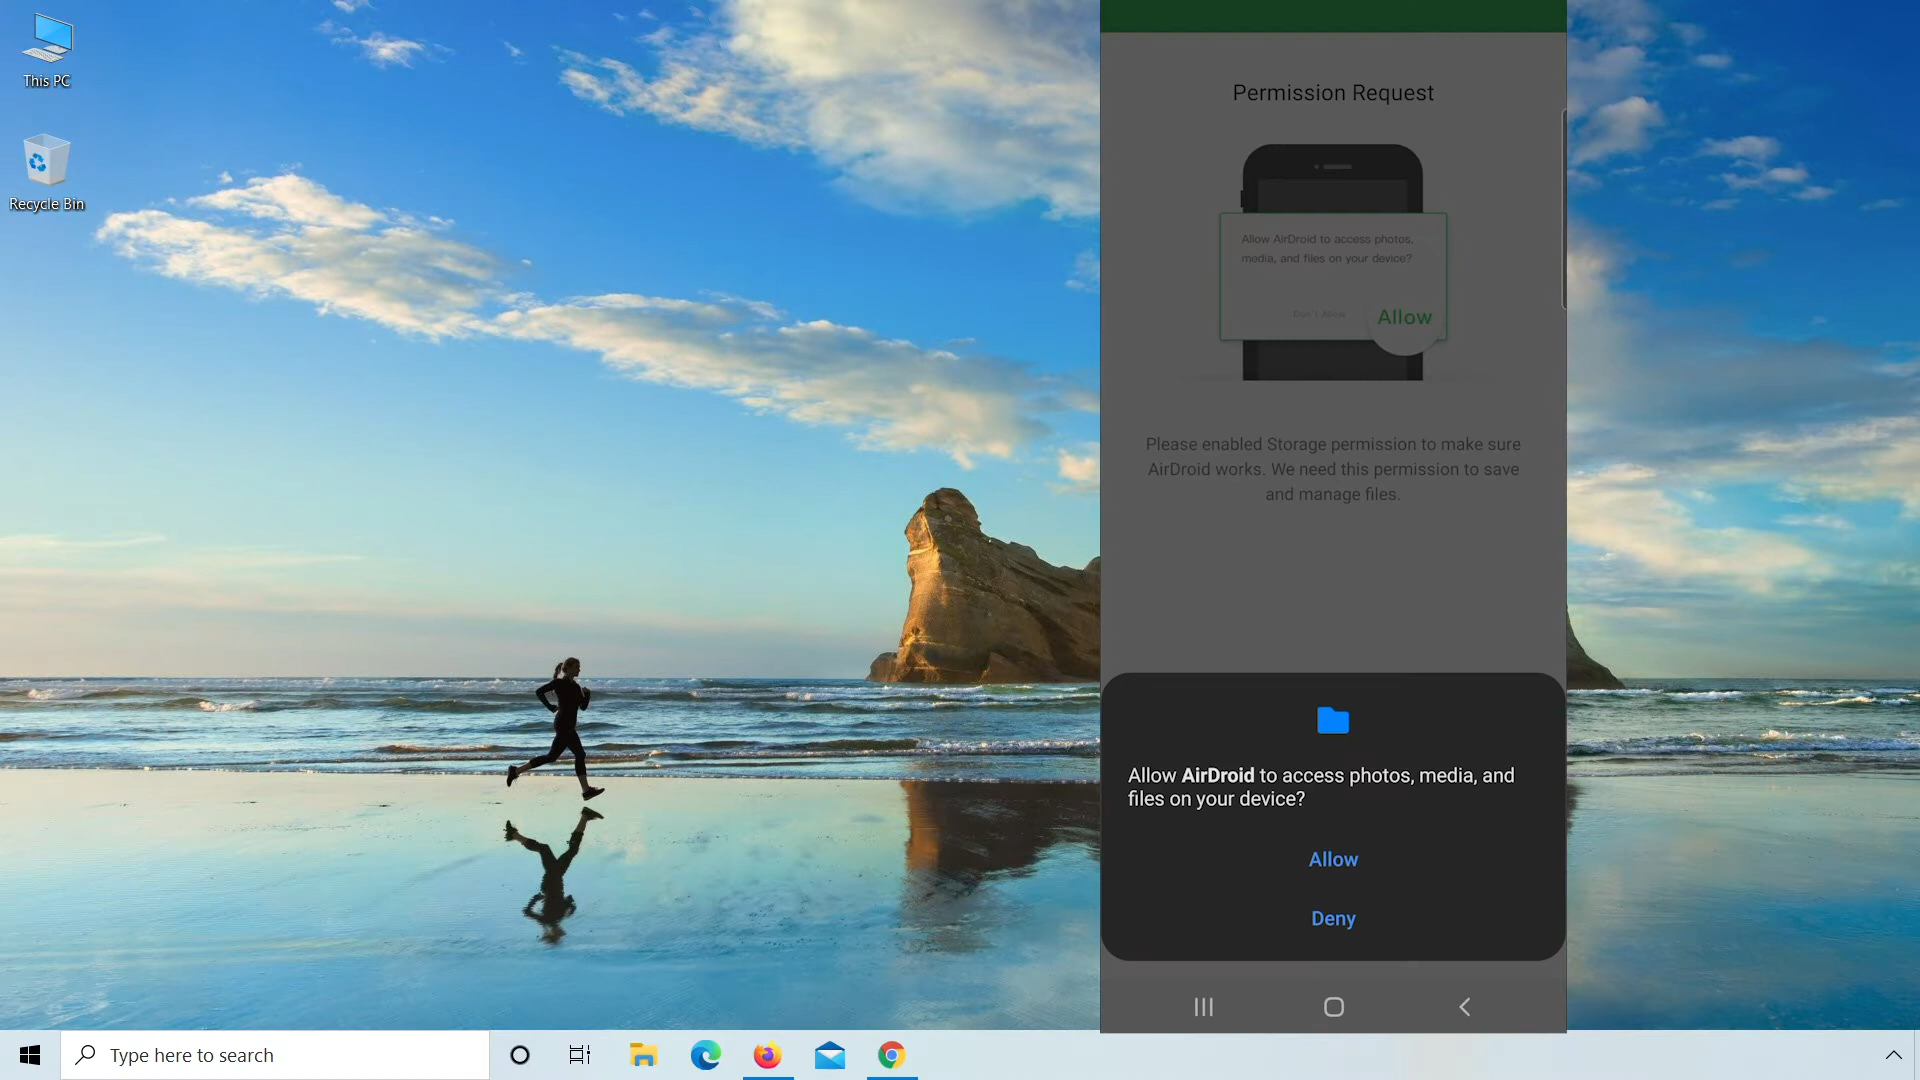 This PC
Recycle Bin
Permission Request
Allow AirDroid to access photos,
media, and files on your device?
Don't Allow
Allow
Please enabled Storage permission to make sure
AirDroid works. We need this permission to save
and manage files.
Allow AirDroid to access photos, media, and
files on your device?
Allow
Deny
Type here to search